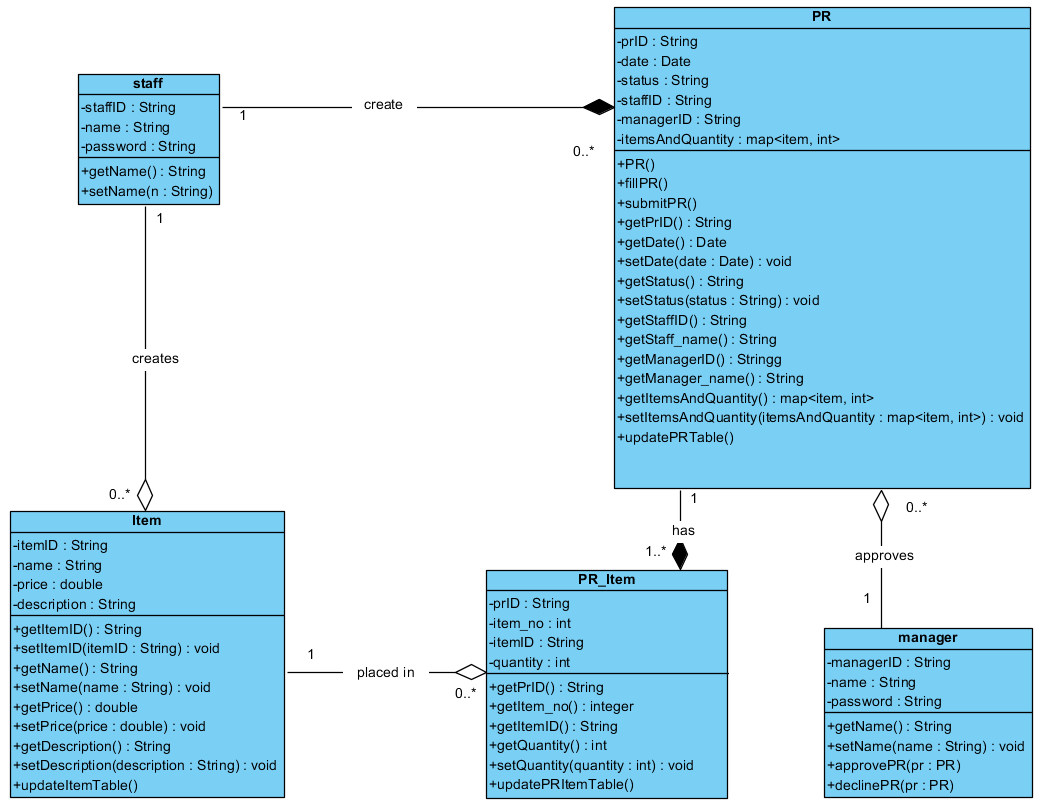 PR
-prID : String
-date : Date
-status : String
-staffID : String
-managerID : String
-itemsAndQuantity : map<item, int>
+PR()
+fillPR()
+submitPR()
+getPrID() : String
+getDate() : Date
+setDate(date : Date) : void
+getStatus() : String
+setStatus(status : String) : void
+getStaffID() : String
+getStaff_name() : String
+getManagerID() : Stringg
+getManager_name() : String
+getItemsAndQuantity() : map<item, int>
+setItemsAndQuantity(itemsAndQuantity : map<item, int>) : void
+updatePRTable()
staff
-staffID : String
-name : String
-password : String
+getName() : String
+setName(n : String)
1
create
0..*
1
creates
0..*
Item
-itemID : String
-name : String
-price : double
-description : String
+getItemID() : String
+setItemID(itemID : String) : void
+getName() : String
+setName(name : String) : void
+getPrice() : double
+setPrice(price : double) : void
+getDescription() : String
+setDescription(description : String) : void
+updateItemTable()
1
placed in
0..*
1
has
1..*
PR_Item
-prID : String
-item_no : int
-itemID : String
-quantity : int
+getPrID() : String
+getItem_no() : integer
+getItemID() : String
+getQuantity() : int
+setQuantity(quantity : int) : void
+updatePRItemTable()
0..*
approves
1
manager
-managerID : String
-name : String
-password : String
+getName() : String
+setName(name : String) : void
+approvePR(pr : PR)
+declinePR(pr : PR)